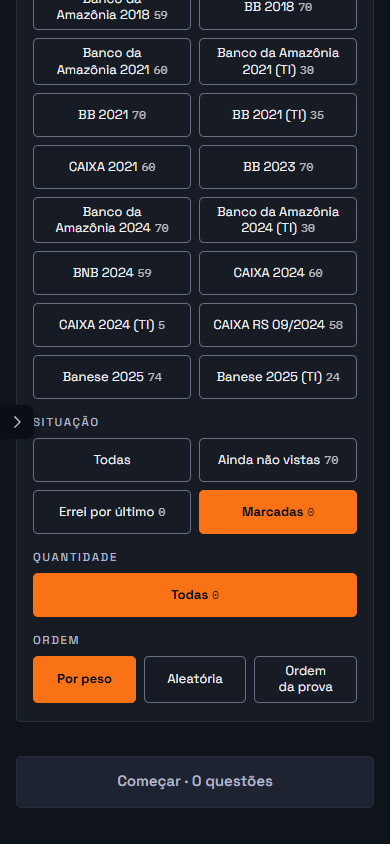 Banco da
Amazônia 2018 59
BB 2018 70
Banco da
Amazônia 2021 60
Banco da Amazônia
2021 (TI) 30
BB 2021 70
BB 2021 (TI) 35
CAIXA 2021 60
BB 2023 70
Banco da
Amazônia 2024 70
Banco da Amazônia
2024 (TI) 30
BNB 2024 59
CAIXA 2024 60
CAIXA 2024 (TI) 5
CAIXA RS 09/2024 58
Banese 2025 74
Banese 2025 (TI) 24
SITUAÇÃO
Todas
Ainda não vistas 70
Errei por último 0
Marcadas 0
QUANTIDADE
Todas 0
ORDEM
Por peso
Aleatória
Ordem
da prova
Começar · 0 questões